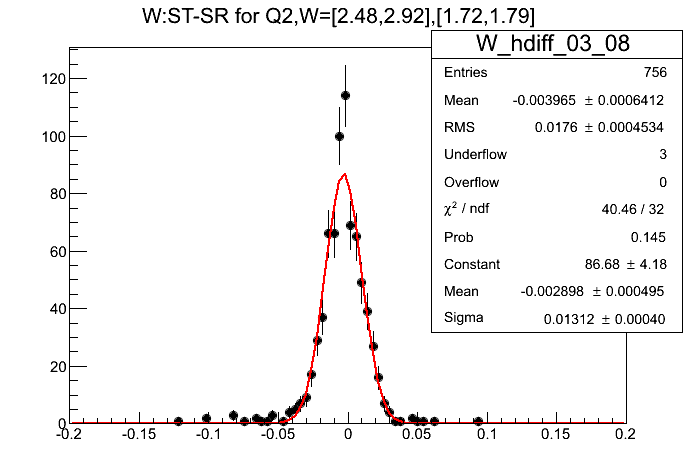 W:ST-SR for Q2,W=[2.48,2.92],[1.72,1.79]
W_hdiff_03_08
Entries 756
Mean -0.003965 ± 0.0006412
RMS 0.0176 ± 0.0004534
Underflow 3
Overflow 0
χ² / ndf 40.46 / 32
Prob 0.145
Constant 86.68 ± 4.18
Mean -0.002898 ± 0.000495
Sigma 0.01312 ± 0.00040
120
100
80
60
40
20
0
-0.2 -0.15 -0.1 -0.05 0 0.05 0.1 0.15 0.2